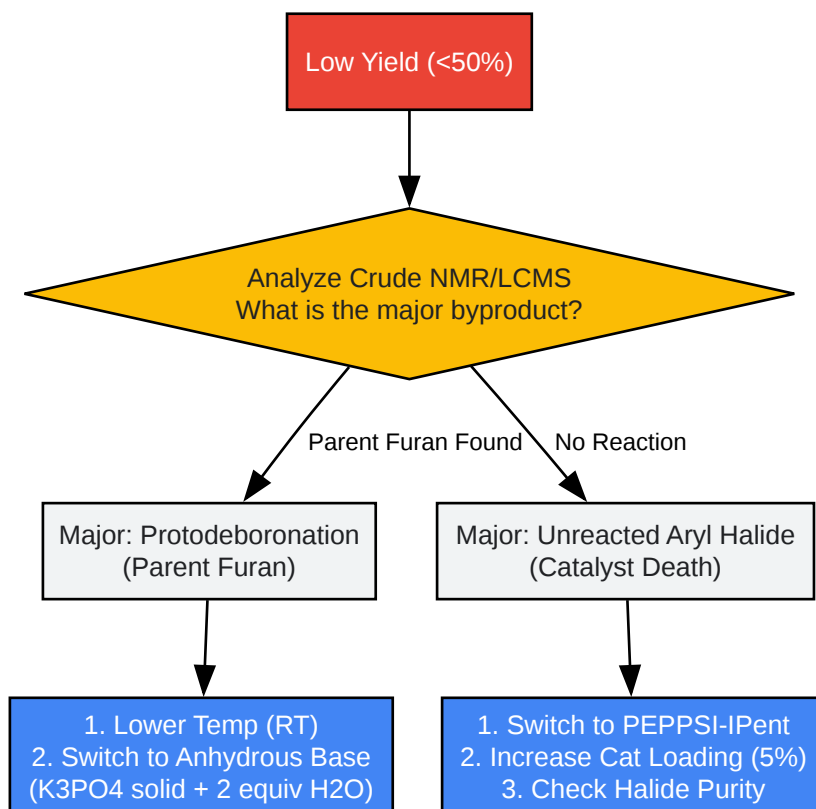 Low Yield (<50%)
Analyze Crude NMR/LCMS
What is the major byproduct?
Parent Furan Found
No Reaction
Major: Protodeboronation
(Parent Furan)
Major: Unreacted Aryl Halide
(Catalyst Death)
1. Lower Temp (RT)
2. Switch to Anhydrous Base
(K3PO4 solid + 2 equiv H2O)
1. Switch to PEPPSI-IPent
2. Increase Cat Loading (5%)
3. Check Halide Purity